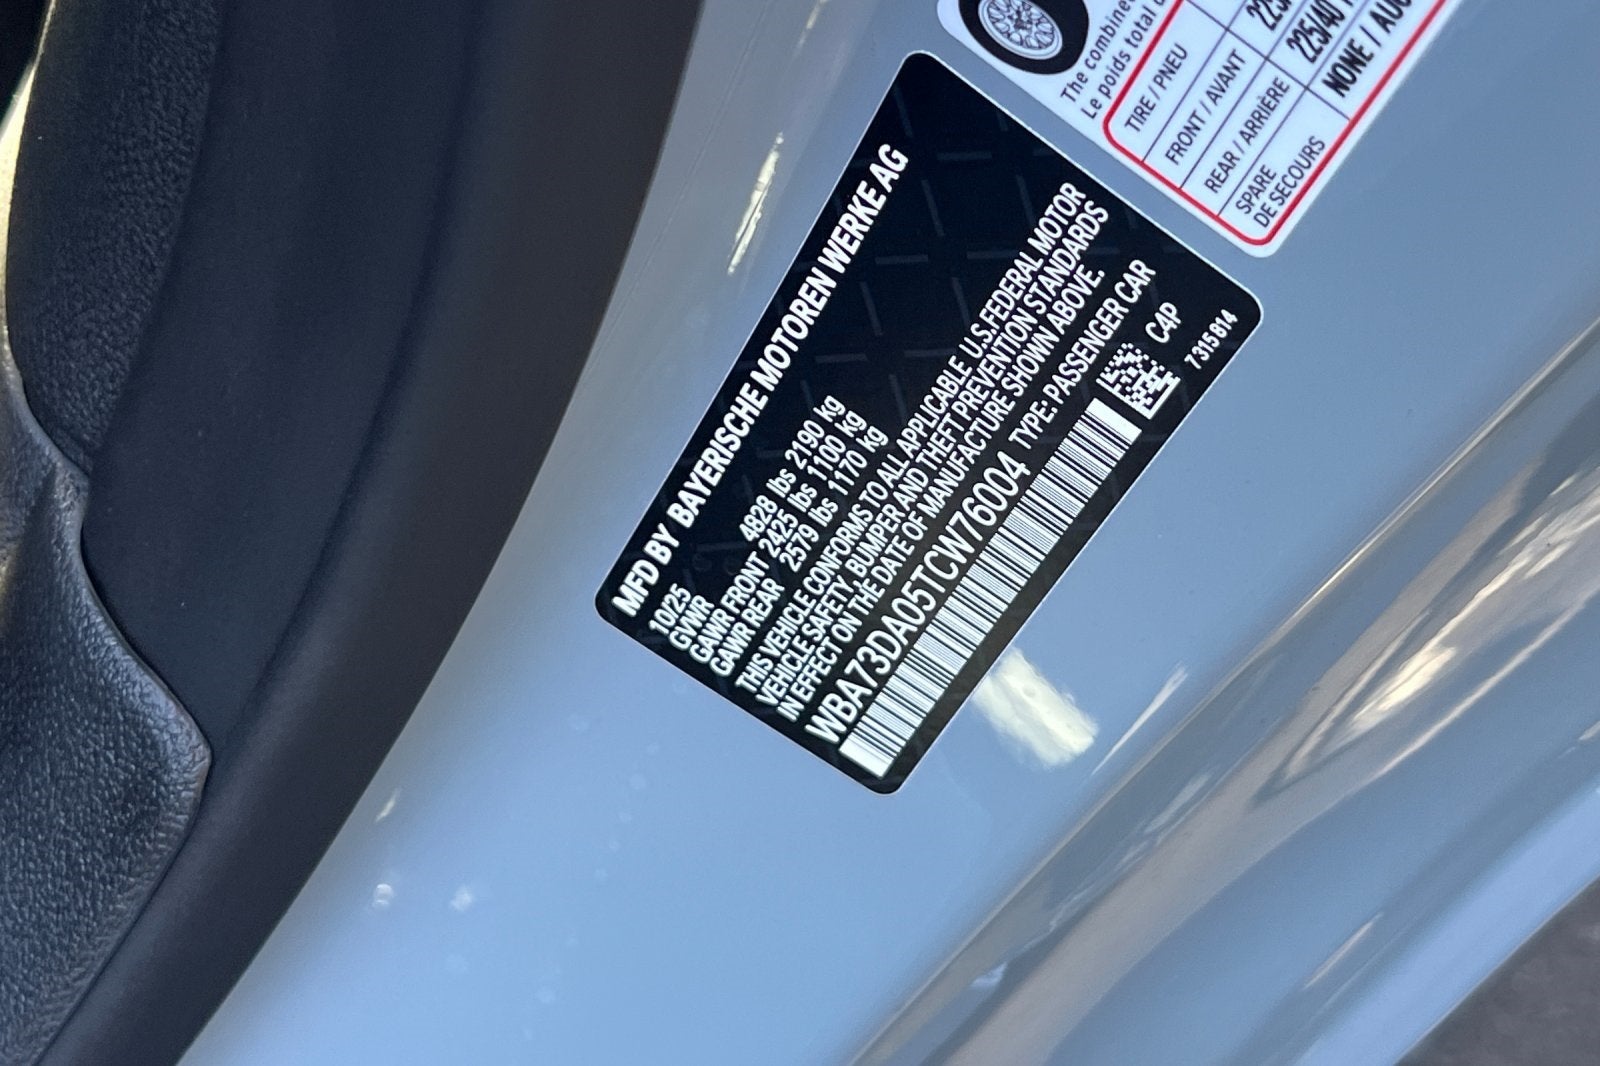 MFD BY BAYERISCHE MOTOREN WERKE AG
10/25
GVWR 4828 lbs 2190 kg
GAWR FRONT 2425 lbs 1100 kg
GAWR REAR 2579 lbs 1170 kg
THIS VEHICLE CONFORMS TO ALL APPLICABLE U.S.FEDERAL MOTOR
VEHICLE SAFETY, BUMPER AND THEFT PREVENTION STANDARDS
IN EFFECT ON THE DATE OF MANUFACTURE SHOWN ABOVE.
WBA73DA05TCW76004 TYPE: PASSENGER CAR
C4P
7315814
The combined
Le poids total
TIRE / PNEU
FRONT / AVANT
REAR / ARRIÈRE 225/40
SPARE
DE SECOURS
NONE /